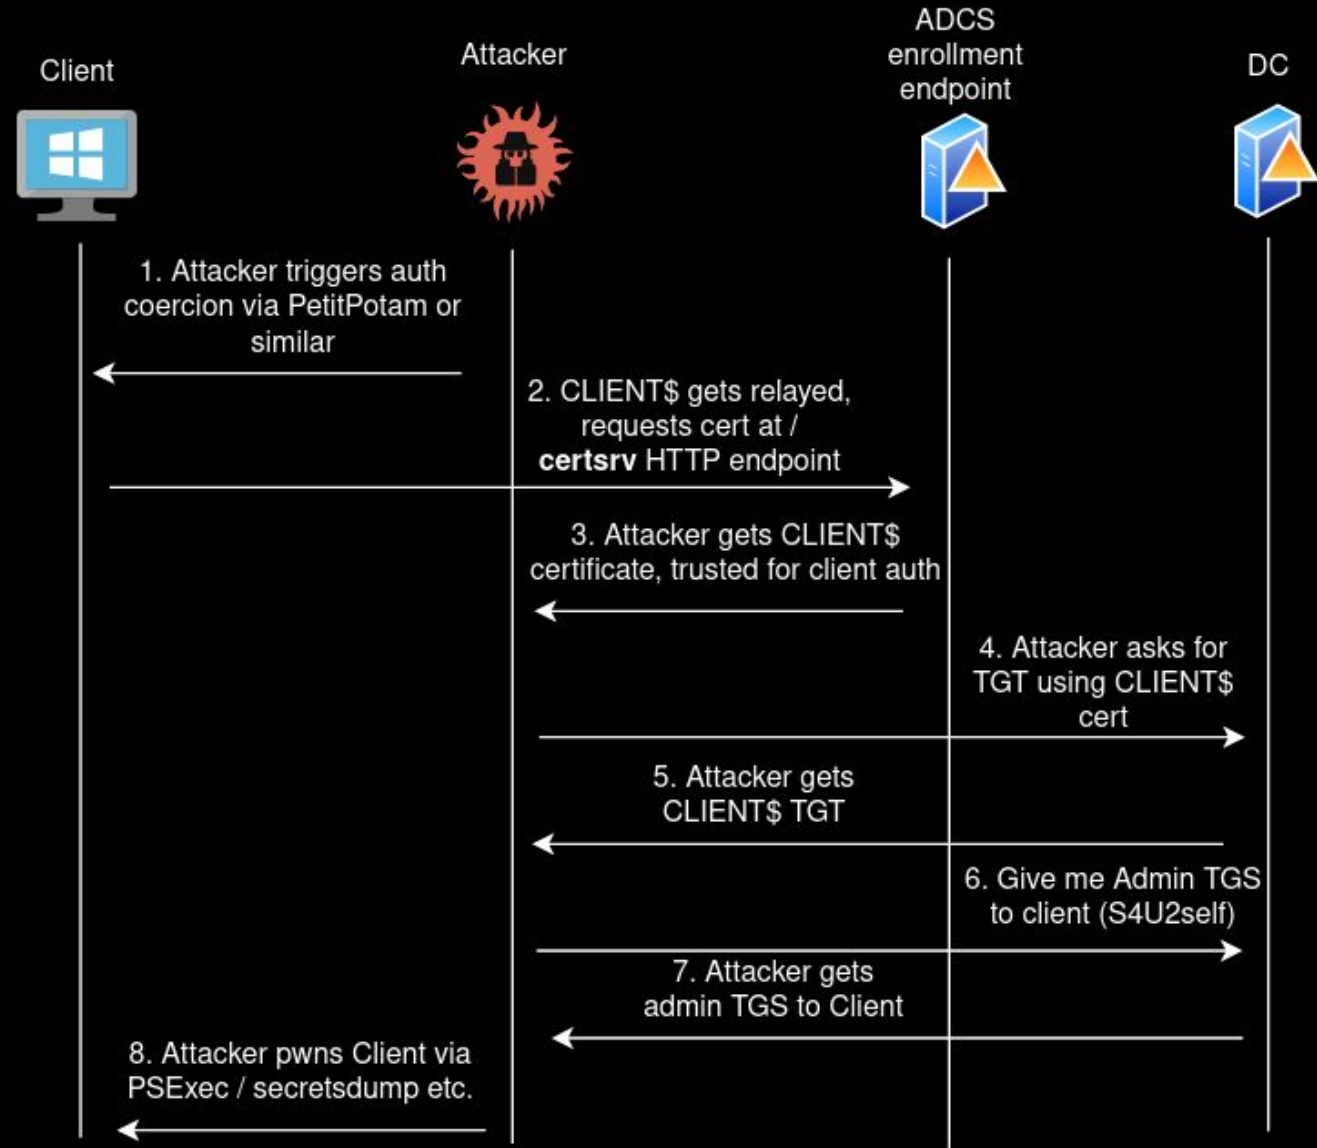 Client
Attacker
ADCS
enrollment
endpoint
DC
1. Attacker triggers auth
coercion via PetitPotam or
similar
2. CLIENT$ gets relayed,
requests cert at /
certsrv HTTP endpoint
3. Attacker gets CLIENT$
certificate, trusted for client auth
4. Attacker asks for
TGT using CLIENT$
cert
5. Attacker gets
CLIENT$ TGT
6. Give me Admin TGS
to client (S4U2self)
7. Attacker gets
admin TGS to Client
8. Attacker pwns Client via
PSExec / secretsdump etc.